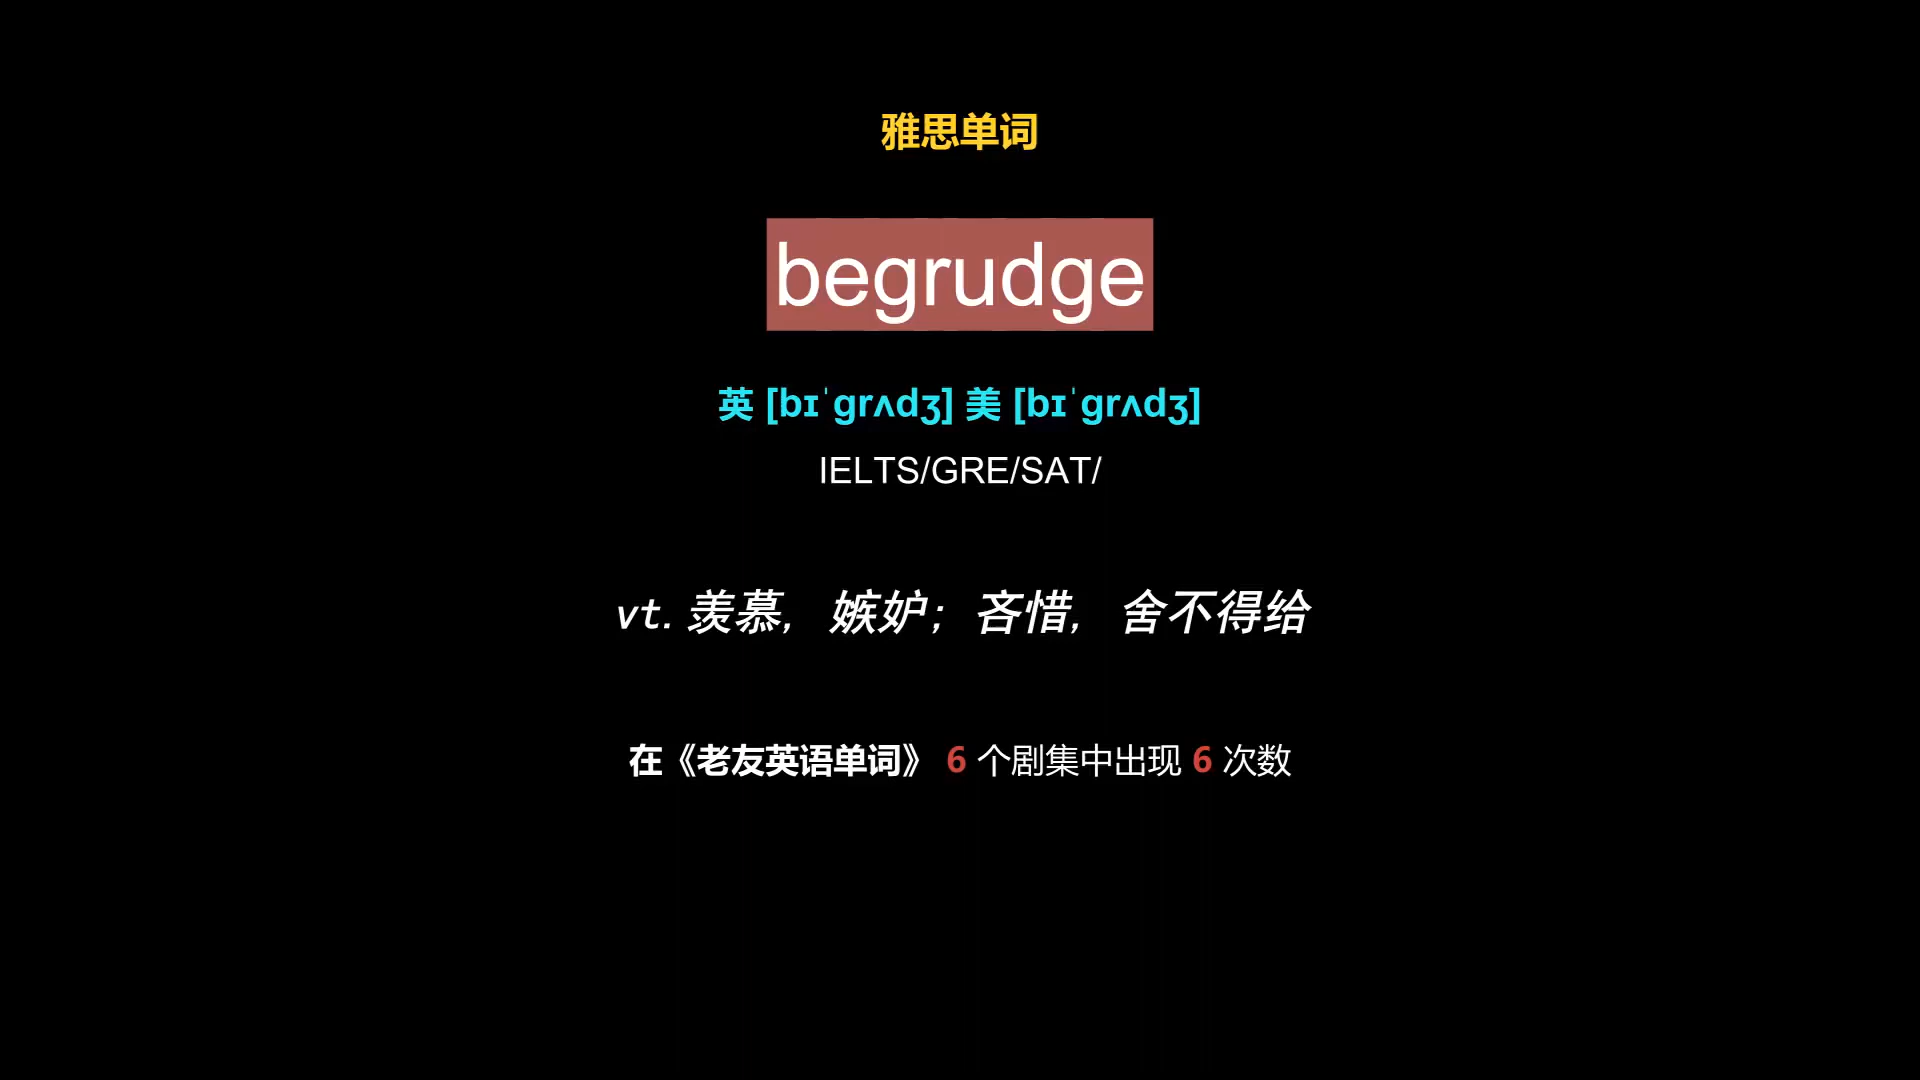 雅思单词
begrudge
英 [bɪˈɡrʌdʒ] 美 [bɪˈɡrʌdʒ]
IELTS/GRE/SAT/
vt. 羡慕，嫉妒；吝惜，舍不得给
在《老友英语单词》 6 个剧集中出现 6 次数